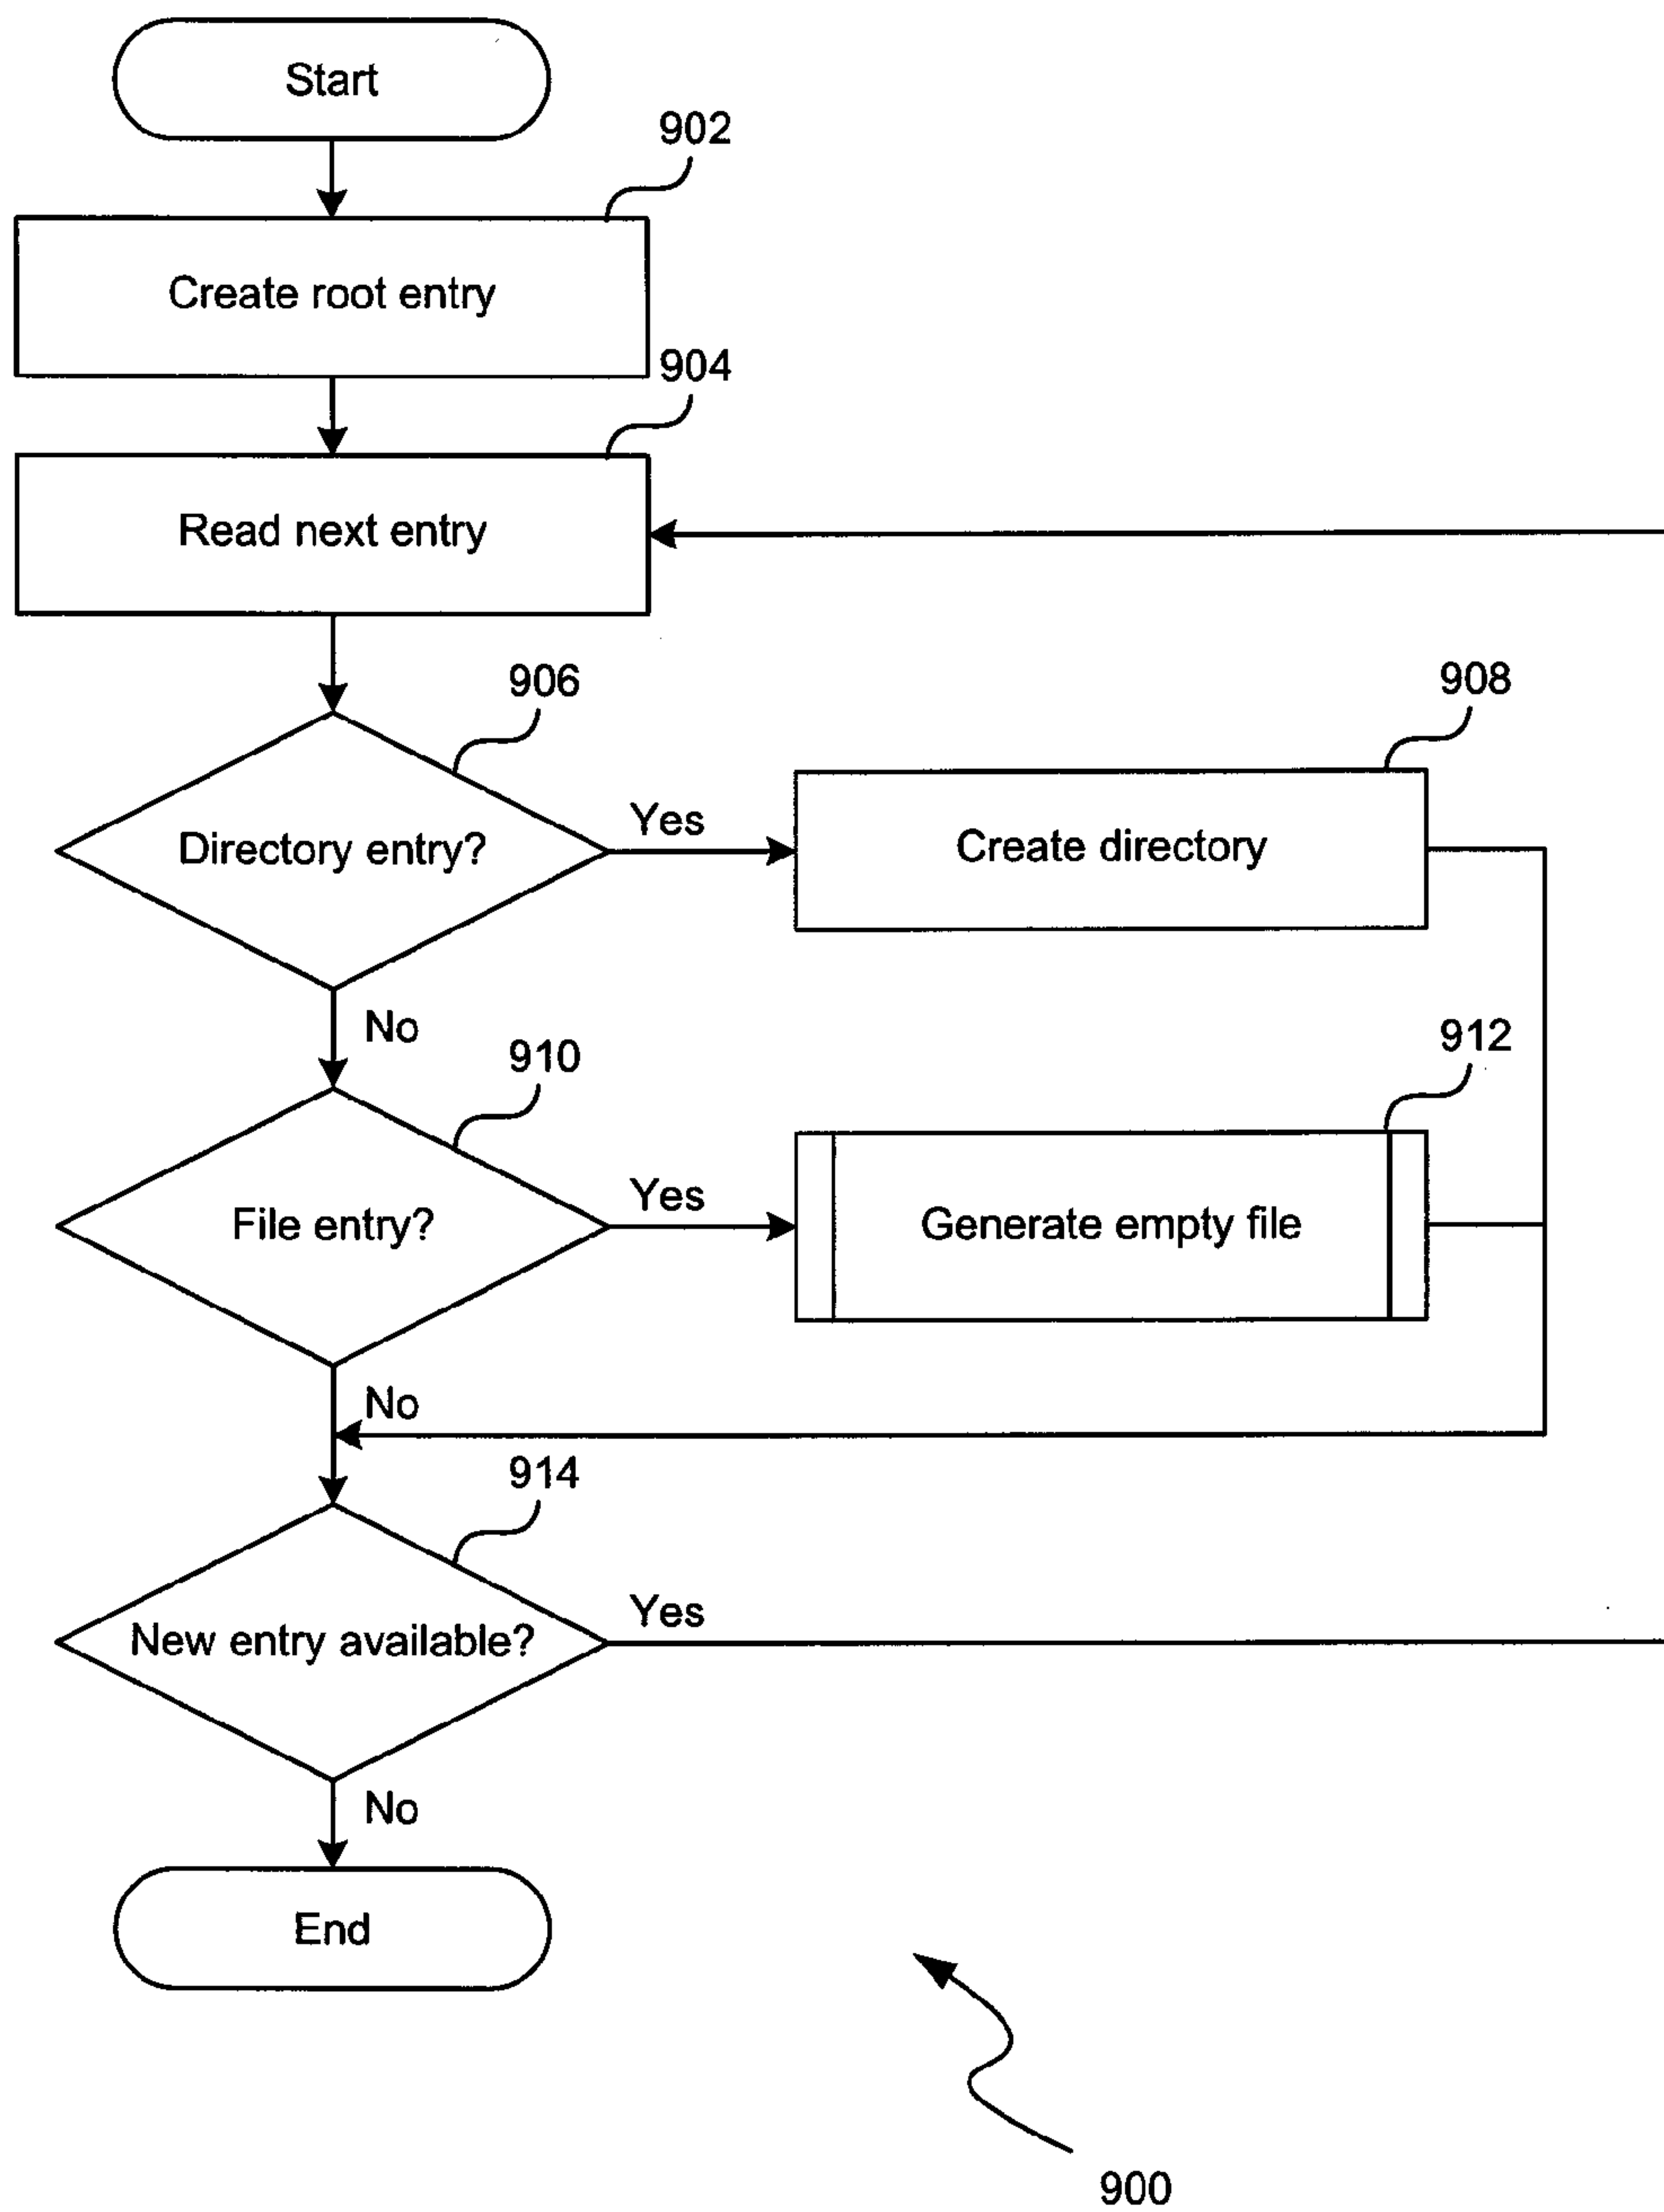 Start
902
Create root entry
904
Read next entry
906
908
Directory entry?
Yes
Create directory
No
910
912
File entry?
Yes
Generate empty file
No
914
New entry available?
Yes
No
End
900